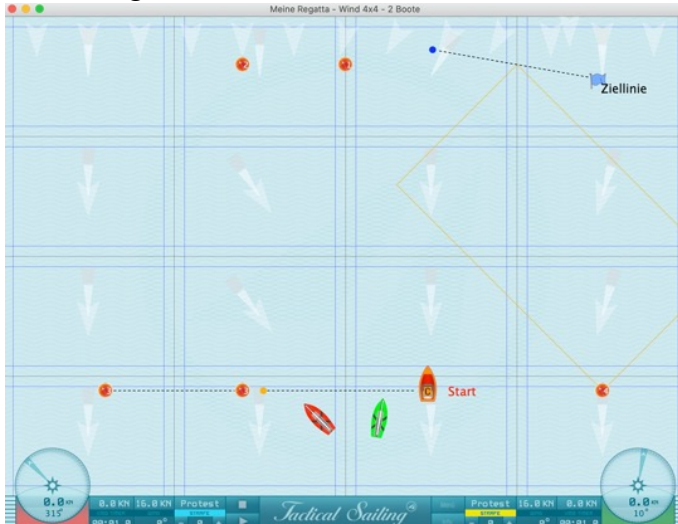 Meine Regatta - Wind 4x4 - 2 Boote
Ziellinie
Start
0.0 KN 16.0 KN Protest
Protest 16.0 KN 0.0 KN
Tactical Sailing
0.0 KN
315°
0.0 KN
10°